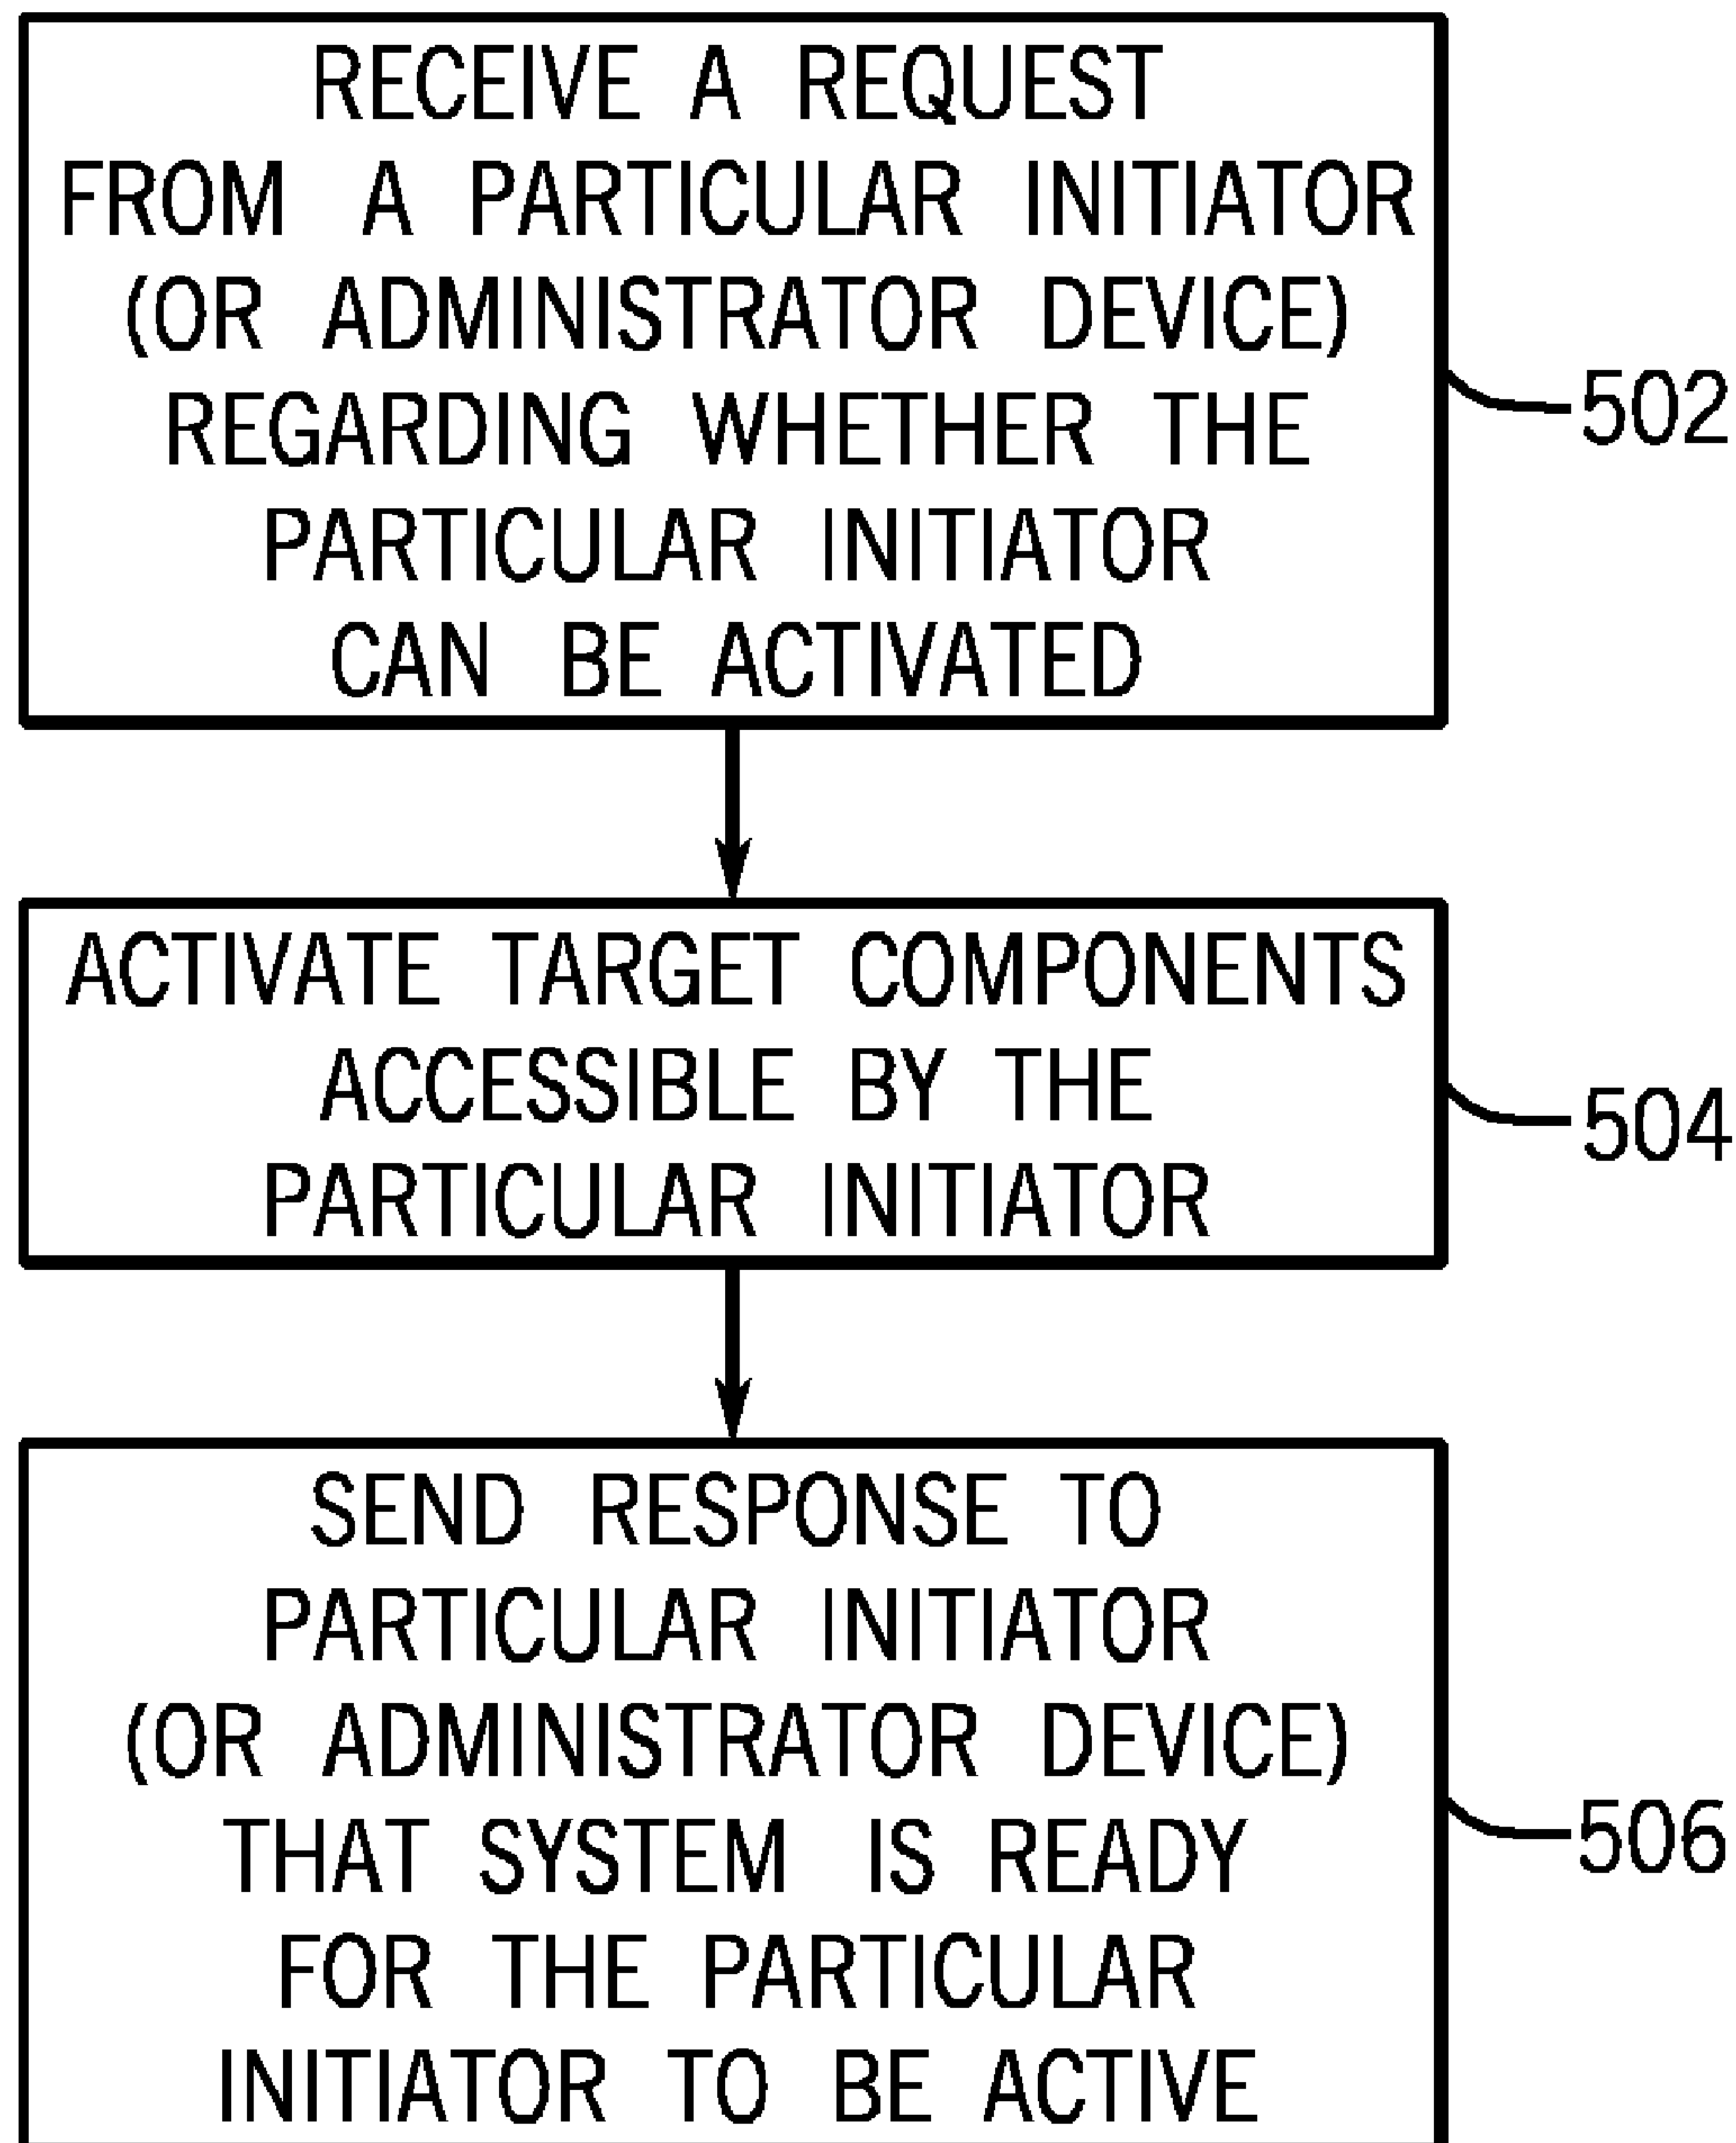 RECEIVE A REQUEST
FROM A PARTICULAR INITIATOR
(OR ADMINISTRATOR DEVICE)
REGARDING WHETHER THE
PARTICULAR INITIATOR
CAN BE ACTIVATED
502
ACTIVATE TARGET COMPONENTS
ACCESSIBLE BY THE
PARTICULAR INITIATOR
504
SEND RESPONSE TO
PARTICULAR INITIATOR
(OR ADMINISTRATOR DEVICE)
THAT SYSTEM IS READY
FOR THE PARTICULAR
INITIATOR TO BE ACTIVE
506